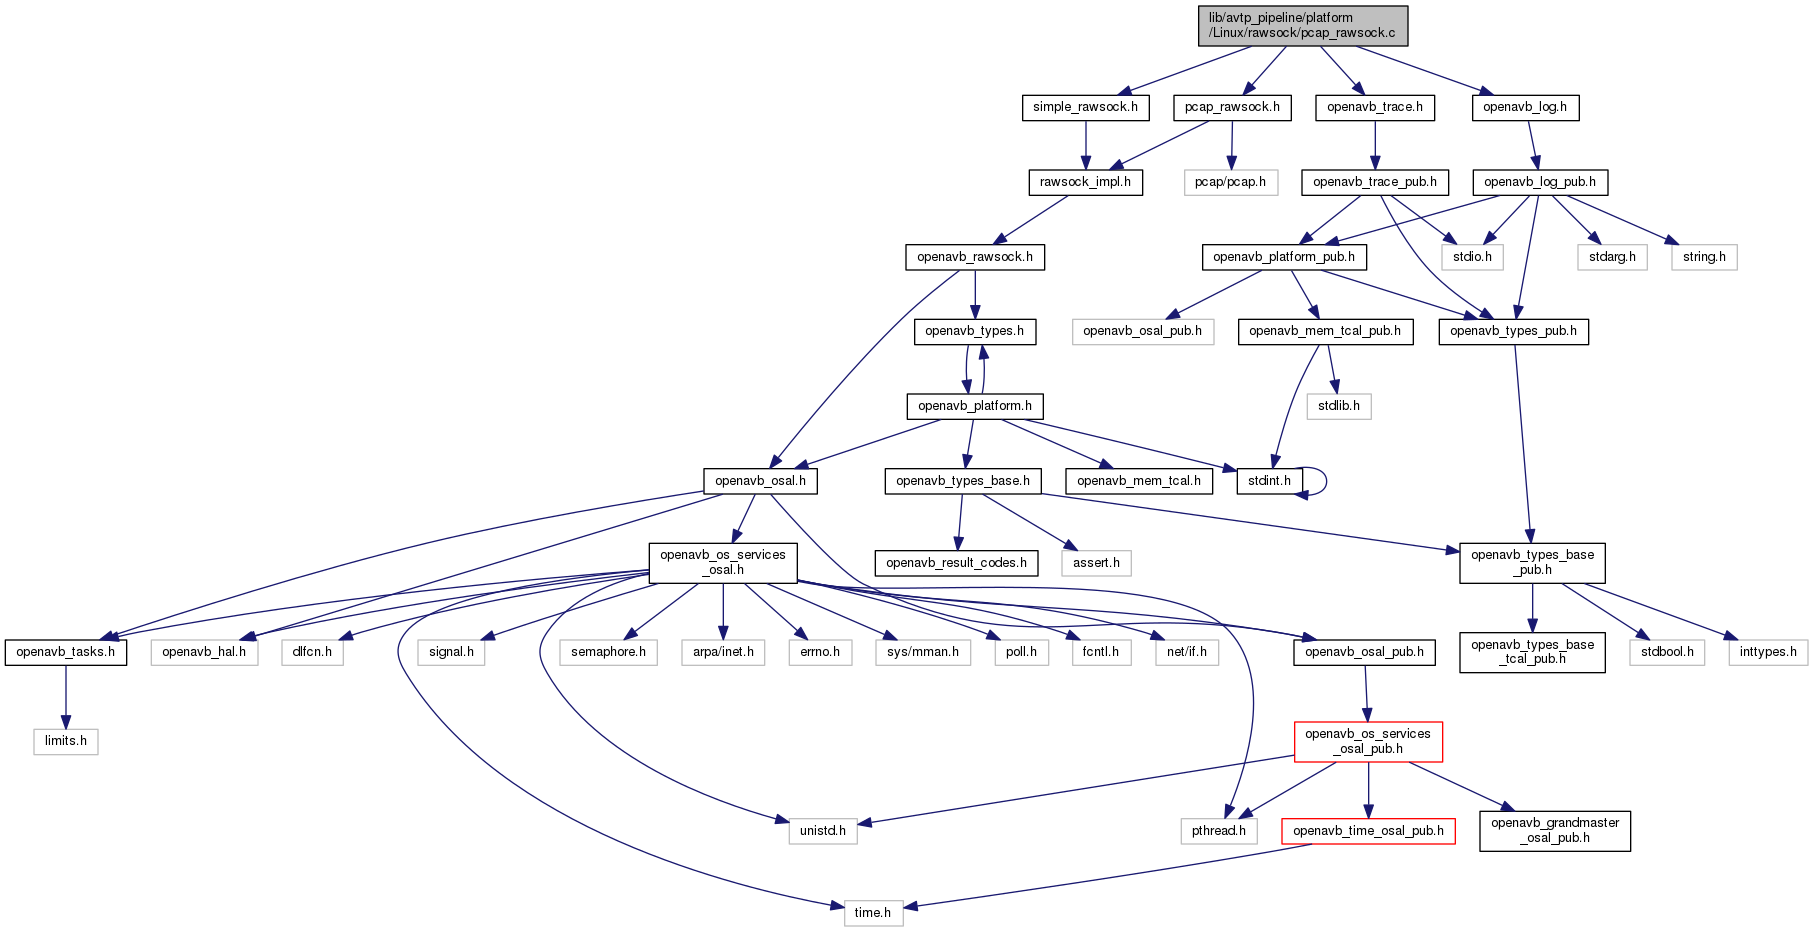 lib/avtp_pipeline/platform
/Linux/rawsock/pcap_rawsock.c
simple_rawsock.h
pcap_rawsock.h
openavb_trace.h
openavb_log.h
rawsock_impl.h
pcap/pcap.h
openavb_trace_pub.h
openavb_log_pub.h
openavb_rawsock.h
openavb_platform_pub.h
stdio.h
stdarg.h
string.h
openavb_types.h
openavb_osal_pub.h
openavb_mem_tcal_pub.h
openavb_types_pub.h
openavb_platform.h
stdlib.h
openavb_osal.h
openavb_types_base.h
openavb_mem_tcal.h
stdint.h
openavb_os_services
_osal.h
openavb_result_codes.h
assert.h
openavb_types_base
_pub.h
openavb_tasks.h
openavb_hal.h
dlfcn.h
signal.h
semaphore.h
arpa/inet.h
errno.h
sys/mman.h
poll.h
fcntl.h
net/if.h
openavb_osal_pub.h
openavb_types_base
_tcal_pub.h
stdbool.h
inttypes.h
limits.h
openavb_os_services
_osal_pub.h
unistd.h
pthread.h
openavb_time_osal_pub.h
openavb_grandmaster
_osal_pub.h
time.h